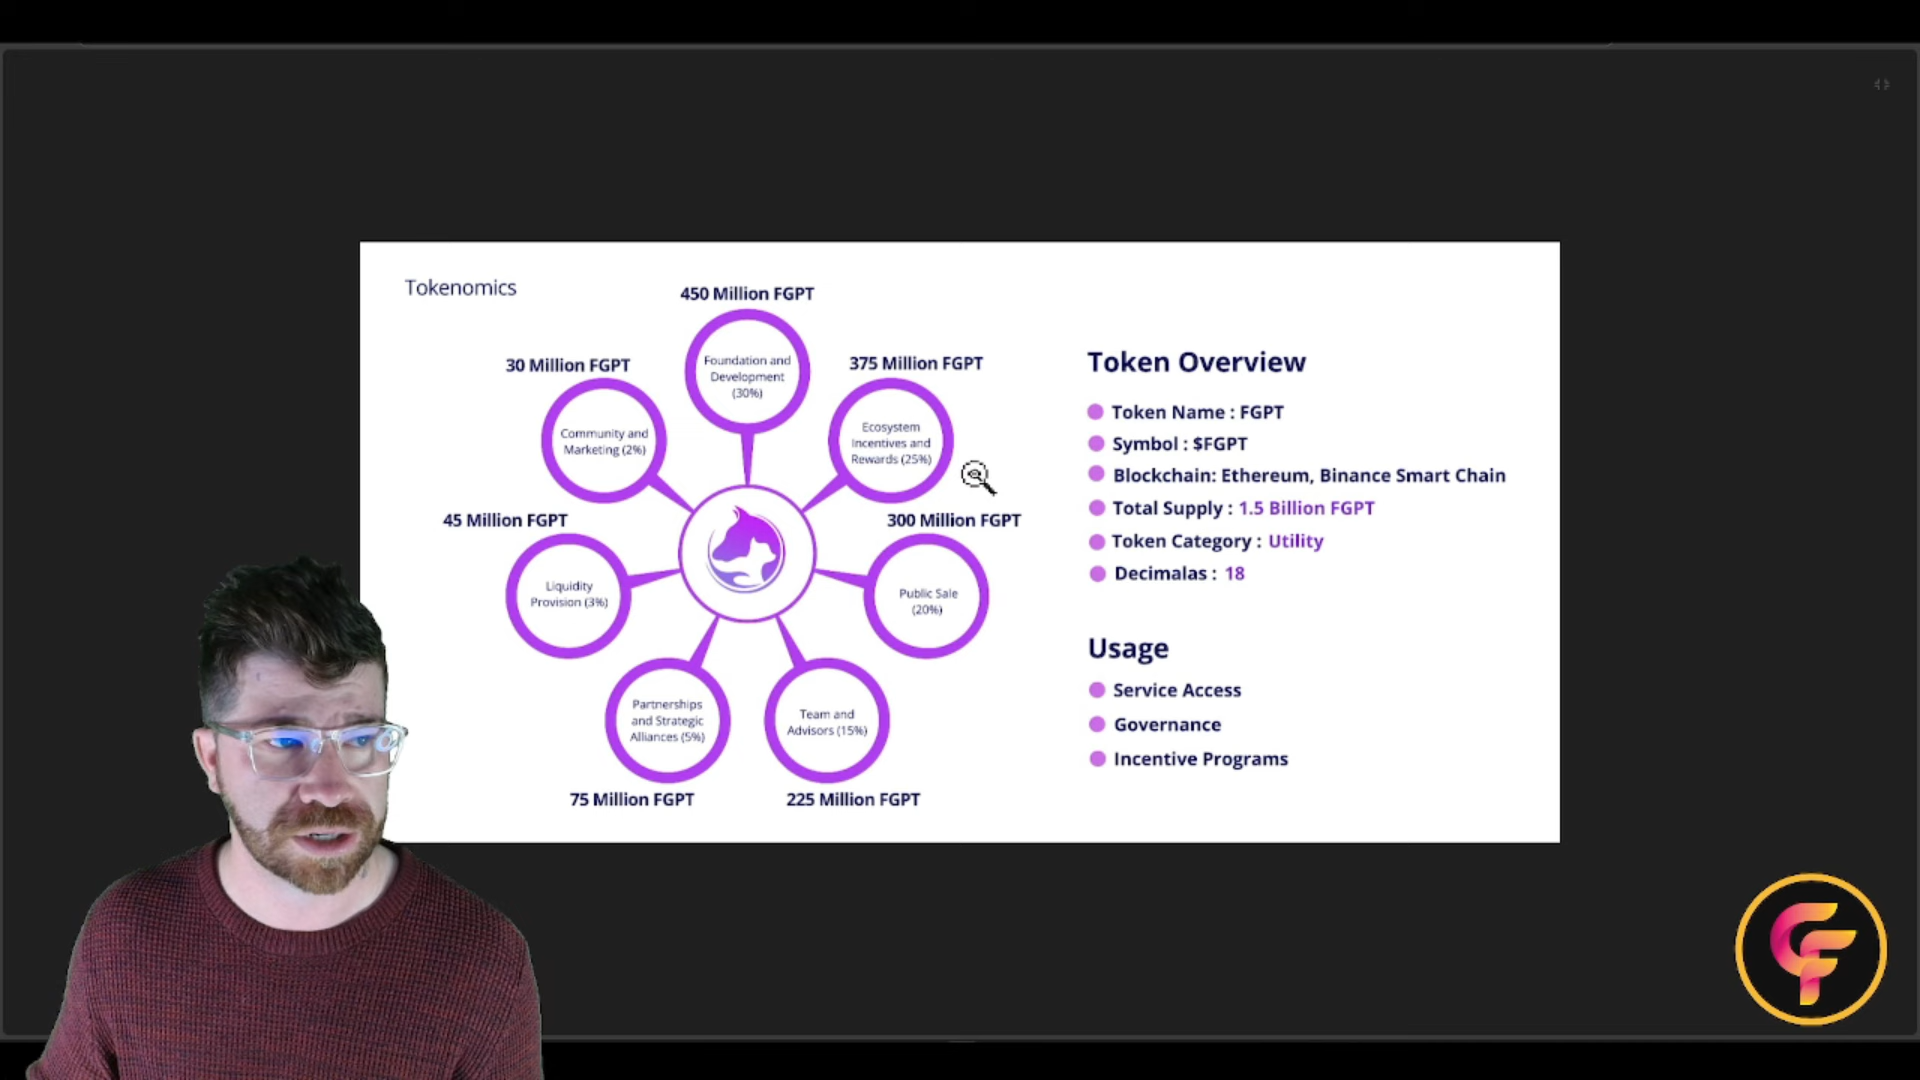 Tokenomics
450 Million FGPT
Foundation and
Development
(30%)
375 Million FGPT
Ecosystem
Incentives and
Rewards (25%)
300 Million FGPT
Public Sale
(20%)
225 Million FGPT
Team and
Advisors (15%)
75 Million FGPT
Partnerships
and Strategic
Alliances (5%)
45 Million FGPT
Liquidity
Provision (3%)
30 Million FGPT
Community and
Marketing (2%)
Token Overview
Token Name : FGPT
Symbol : $FGPT
Blockchain: Ethereum, Binance Smart Chain
Total Supply : 1.5 Billion FGPT
Token Category : Utility
Decimalas : 18
Usage
Service Access
Governance
Incentive Programs